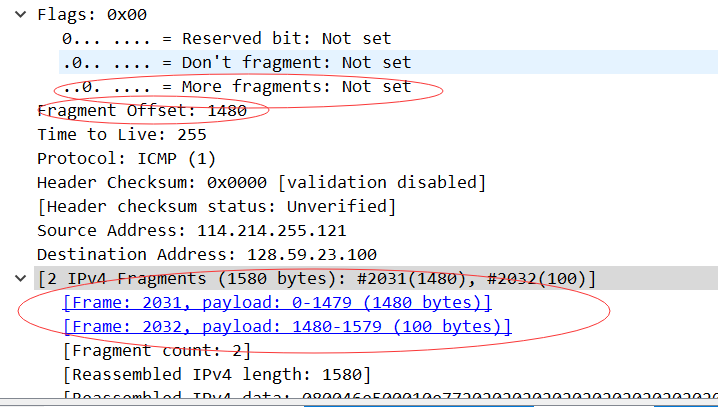 Flags: 0x00
0... .... = Reserved bit: Not set
.0.. .... = Don't fragment: Not set
..0. .... = More fragments: Not set
Fragment Offset: 1480
Time to Live: 255
Protocol: ICMP (1)
Header Checksum: 0x0000 [validation disabled]
[Header checksum status: Unverified]
Source Address: 114.214.255.121
Destination Address: 128.59.23.100
[2 IPv4 Fragments (1580 bytes): #2031(1480), #2032(100)]
[Frame: 2031, payload: 0-1479 (1480 bytes)]
[Frame: 2032, payload: 1480-1579 (100 bytes)]
[Fragment count: 2]
[Reassembled IPv4 length: 1580]
[Reassembled IPv4 data: